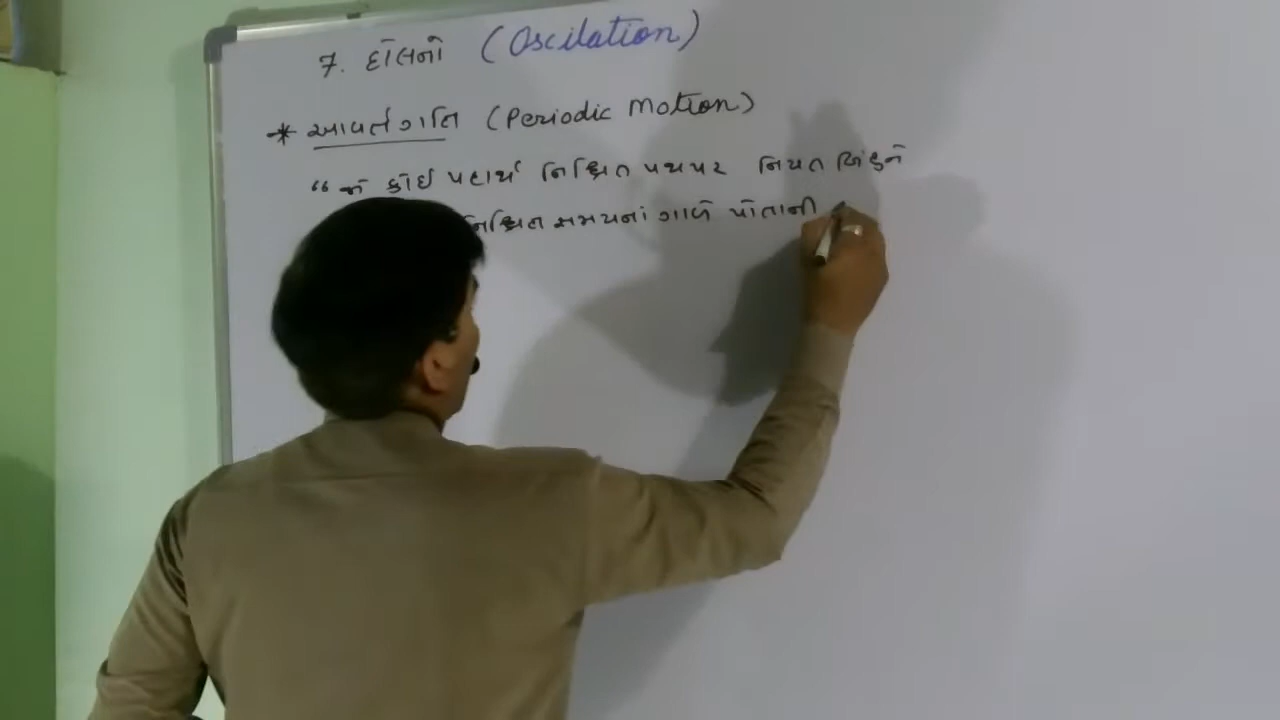 7. દોલનો (Oscilation)
* આવર્તગતિ (Periodic Motion)
“જો કોઈ પદાર્થ નિશ્ચિત પથપર નિયત બિંદુને
નિશ્ચિત સમયનાં ગાળે પોતાની